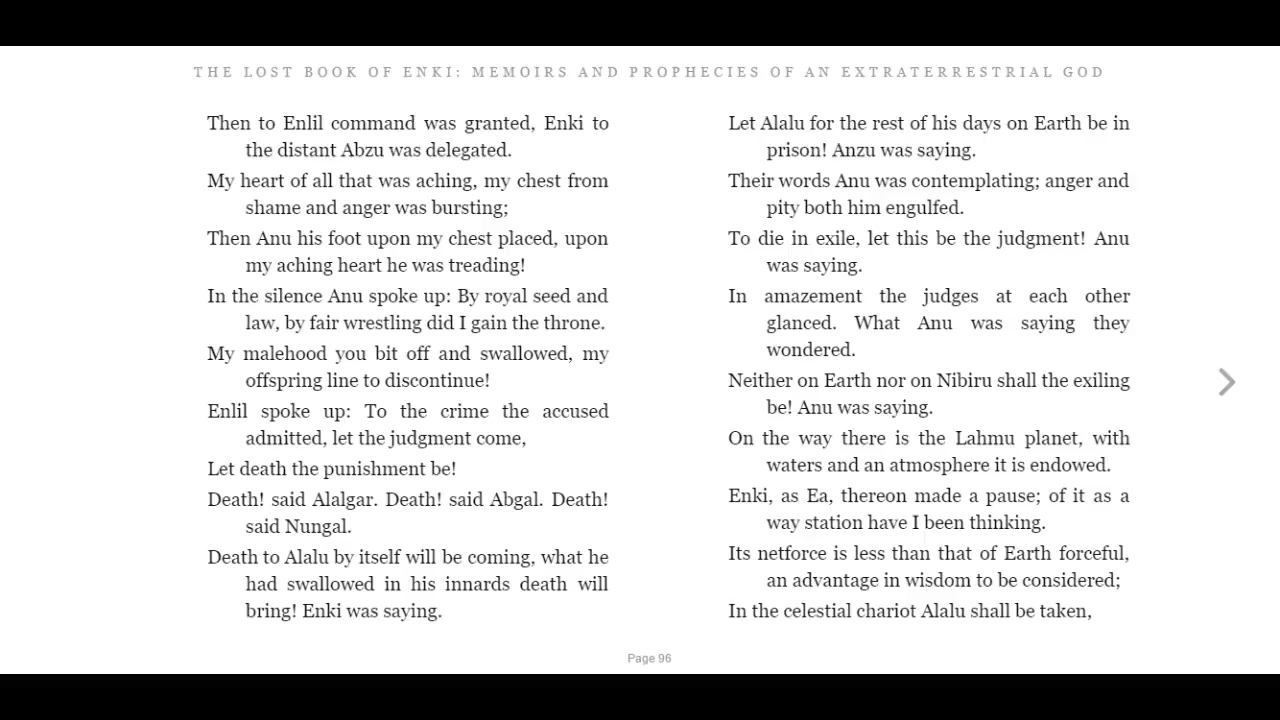 THE LOST BOOK OF ENKI: MEMOIRS AND PROPHECIES OF AN EXTRATERRESTRIAL GOD
Then to Enlil command was granted, Enki to
the distant Abzu was delegated.
My heart of all that was aching, my chest from
shame and anger was bursting;
Then Anu his foot upon my chest placed, upon
my aching heart he was treading!
In the silence Anu spoke up: By royal seed and
law, by fair wrestling did I gain the throne.
My malehood you bit off and swallowed, my
offspring line to discontinue!
Enlil spoke up: To the crime the accused
admitted, let the judgment come,
Let death the punishment be!
Death! said Alalgar. Death! said Abgal. Death!
said Nungal.
Death to Alalu by itself will be coming, what he
had swallowed in his innards death will
bring! Enki was saying.
Let Alalu for the rest of his days on Earth be in
prison! Anzu was saying.
Their words Anu was contemplating; anger and
pity both him engulfed.
To die in exile, let this be the judgment! Anu
was saying.
In amazement the judges at each other
glanced. What Anu was saying they
wondered.
Neither on Earth nor on Nibiru shall the exiling
be! Anu was saying.
On the way there is the Lahmu planet, with
waters and an atmosphere it is endowed.
Enki, as Ea, thereon made a pause; of it as a
way station have I been thinking.
Its netforce is less than that of Earth forceful,
an advantage in wisdom to be considered;
In the celestial chariot Alalu shall be taken,
Page 96